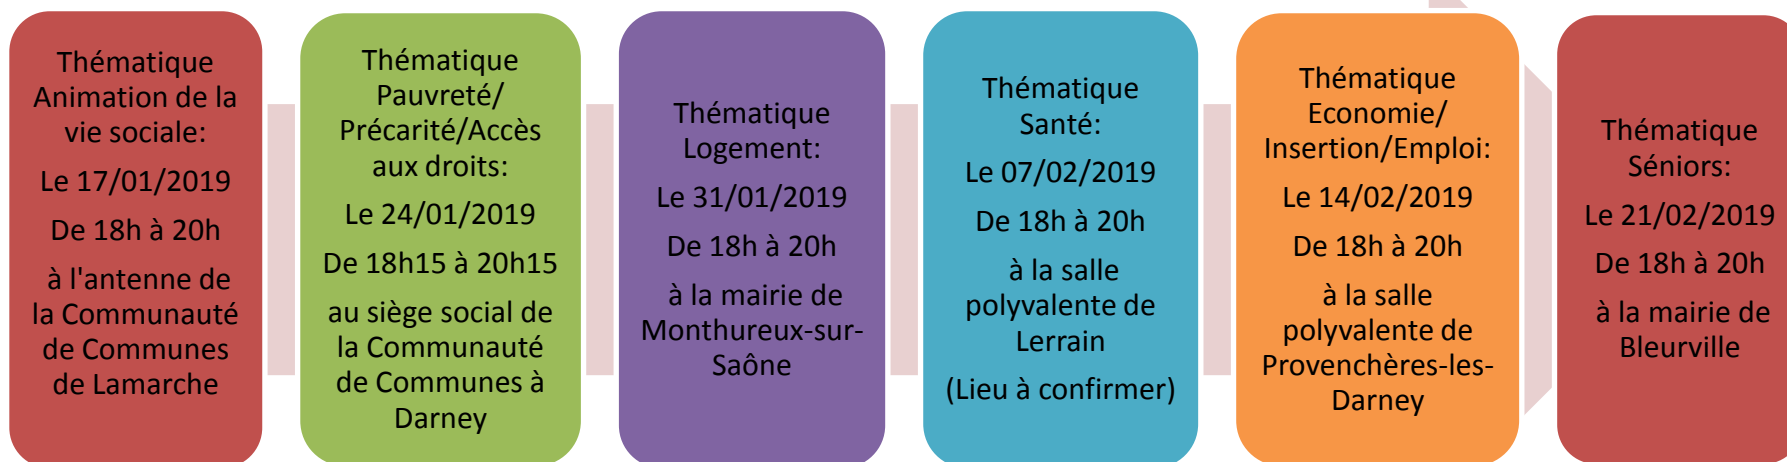 Thématique
Animation de la
vie sociale:
Le 17/01/2019
De 18h à 20h
à l'antenne de
la Communauté
de Communes
de Lamarche
Thématique
Pauvreté/
Précarité/Accès
aux droits:
Le 24/01/2019
De 18h15 à 20h15
au siège social de
la Communauté
de Communes à
Darney
Thématique
Logement:
Le 31/01/2019
De 18h à 20h
à la mairie de
Monthureux-sur-
Saône
Thématique
Santé:
Le 07/02/2019
De 18h à 20h
à la salle
polyvalente de
Lerrain
(Lieu à confirmer)
Thématique
Economie/
Insertion/Emploi:
Le 14/02/2019
De 18h à 20h
à la salle
polyvalente de
Provenchères-les-
Darney
Thématique
Séniors:
Le 21/02/2019
De 18h à 20h
à la mairie de
Bleurville